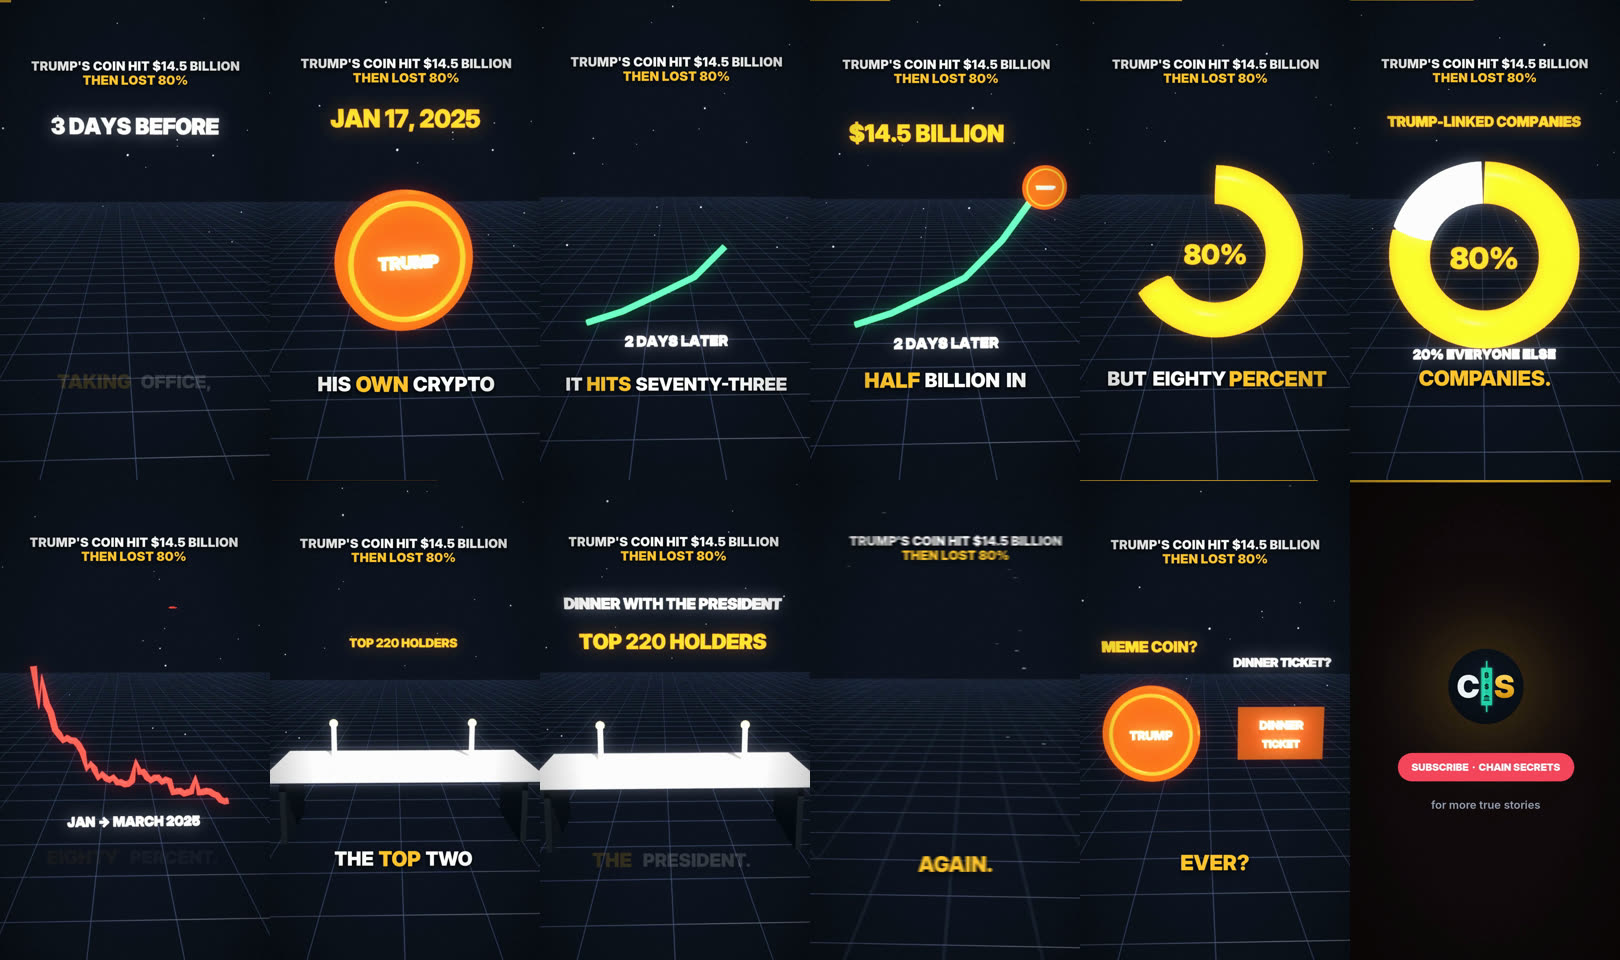 TRUMP'S COIN HIT $14.5 BILLION
THEN LOST 80%
3 DAYS BEFORE
TAKING OFFICE,
TRUMP'S COIN HIT $14.5 BILLION
THEN LOST 80%
JAN 17, 2025
TRUMP
HIS OWN CRYPTO
TRUMP'S COIN HIT $14.5 BILLION
THEN LOST 80%
2 DAYS LATER
IT HITS SEVENTY-THREE
TRUMP'S COIN HIT $14.5 BILLION
THEN LOST 80%
$14.5 BILLION
TRUMP
2 DAYS LATER
HALF BILLION IN
TRUMP'S COIN HIT $14.5 BILLION
THEN LOST 80%
80%
BUT EIGHTY PERCENT
TRUMP'S COIN HIT $14.5 BILLION
THEN LOST 80%
TRUMP-LINKED COMPANIES
80%
20% EVERYONE ELSE
COMPANIES.
TRUMP'S COIN HIT $14.5 BILLION
THEN LOST 80%
JAN → MARCH 2025
EIGHTY PERCENT.
TRUMP'S COIN HIT $14.5 BILLION
THEN LOST 80%
TOP 220 HOLDERS
THE TOP TWO
TRUMP'S COIN HIT $14.5 BILLION
THEN LOST 80%
DINNER WITH THE PRESIDENT
TOP 220 HOLDERS
THE PRESIDENT.
TRUMP'S COIN HIT $14.5 BILLION
THEN LOST 80%
AGAIN.
TRUMP'S COIN HIT $14.5 BILLION
THEN LOST 80%
MEME COIN?
DINNER TICKET?
TRUMP
DINNER
TICKET
EVER?
CS
SUBSCRIBE · CHAIN SECRETS
for more true stories